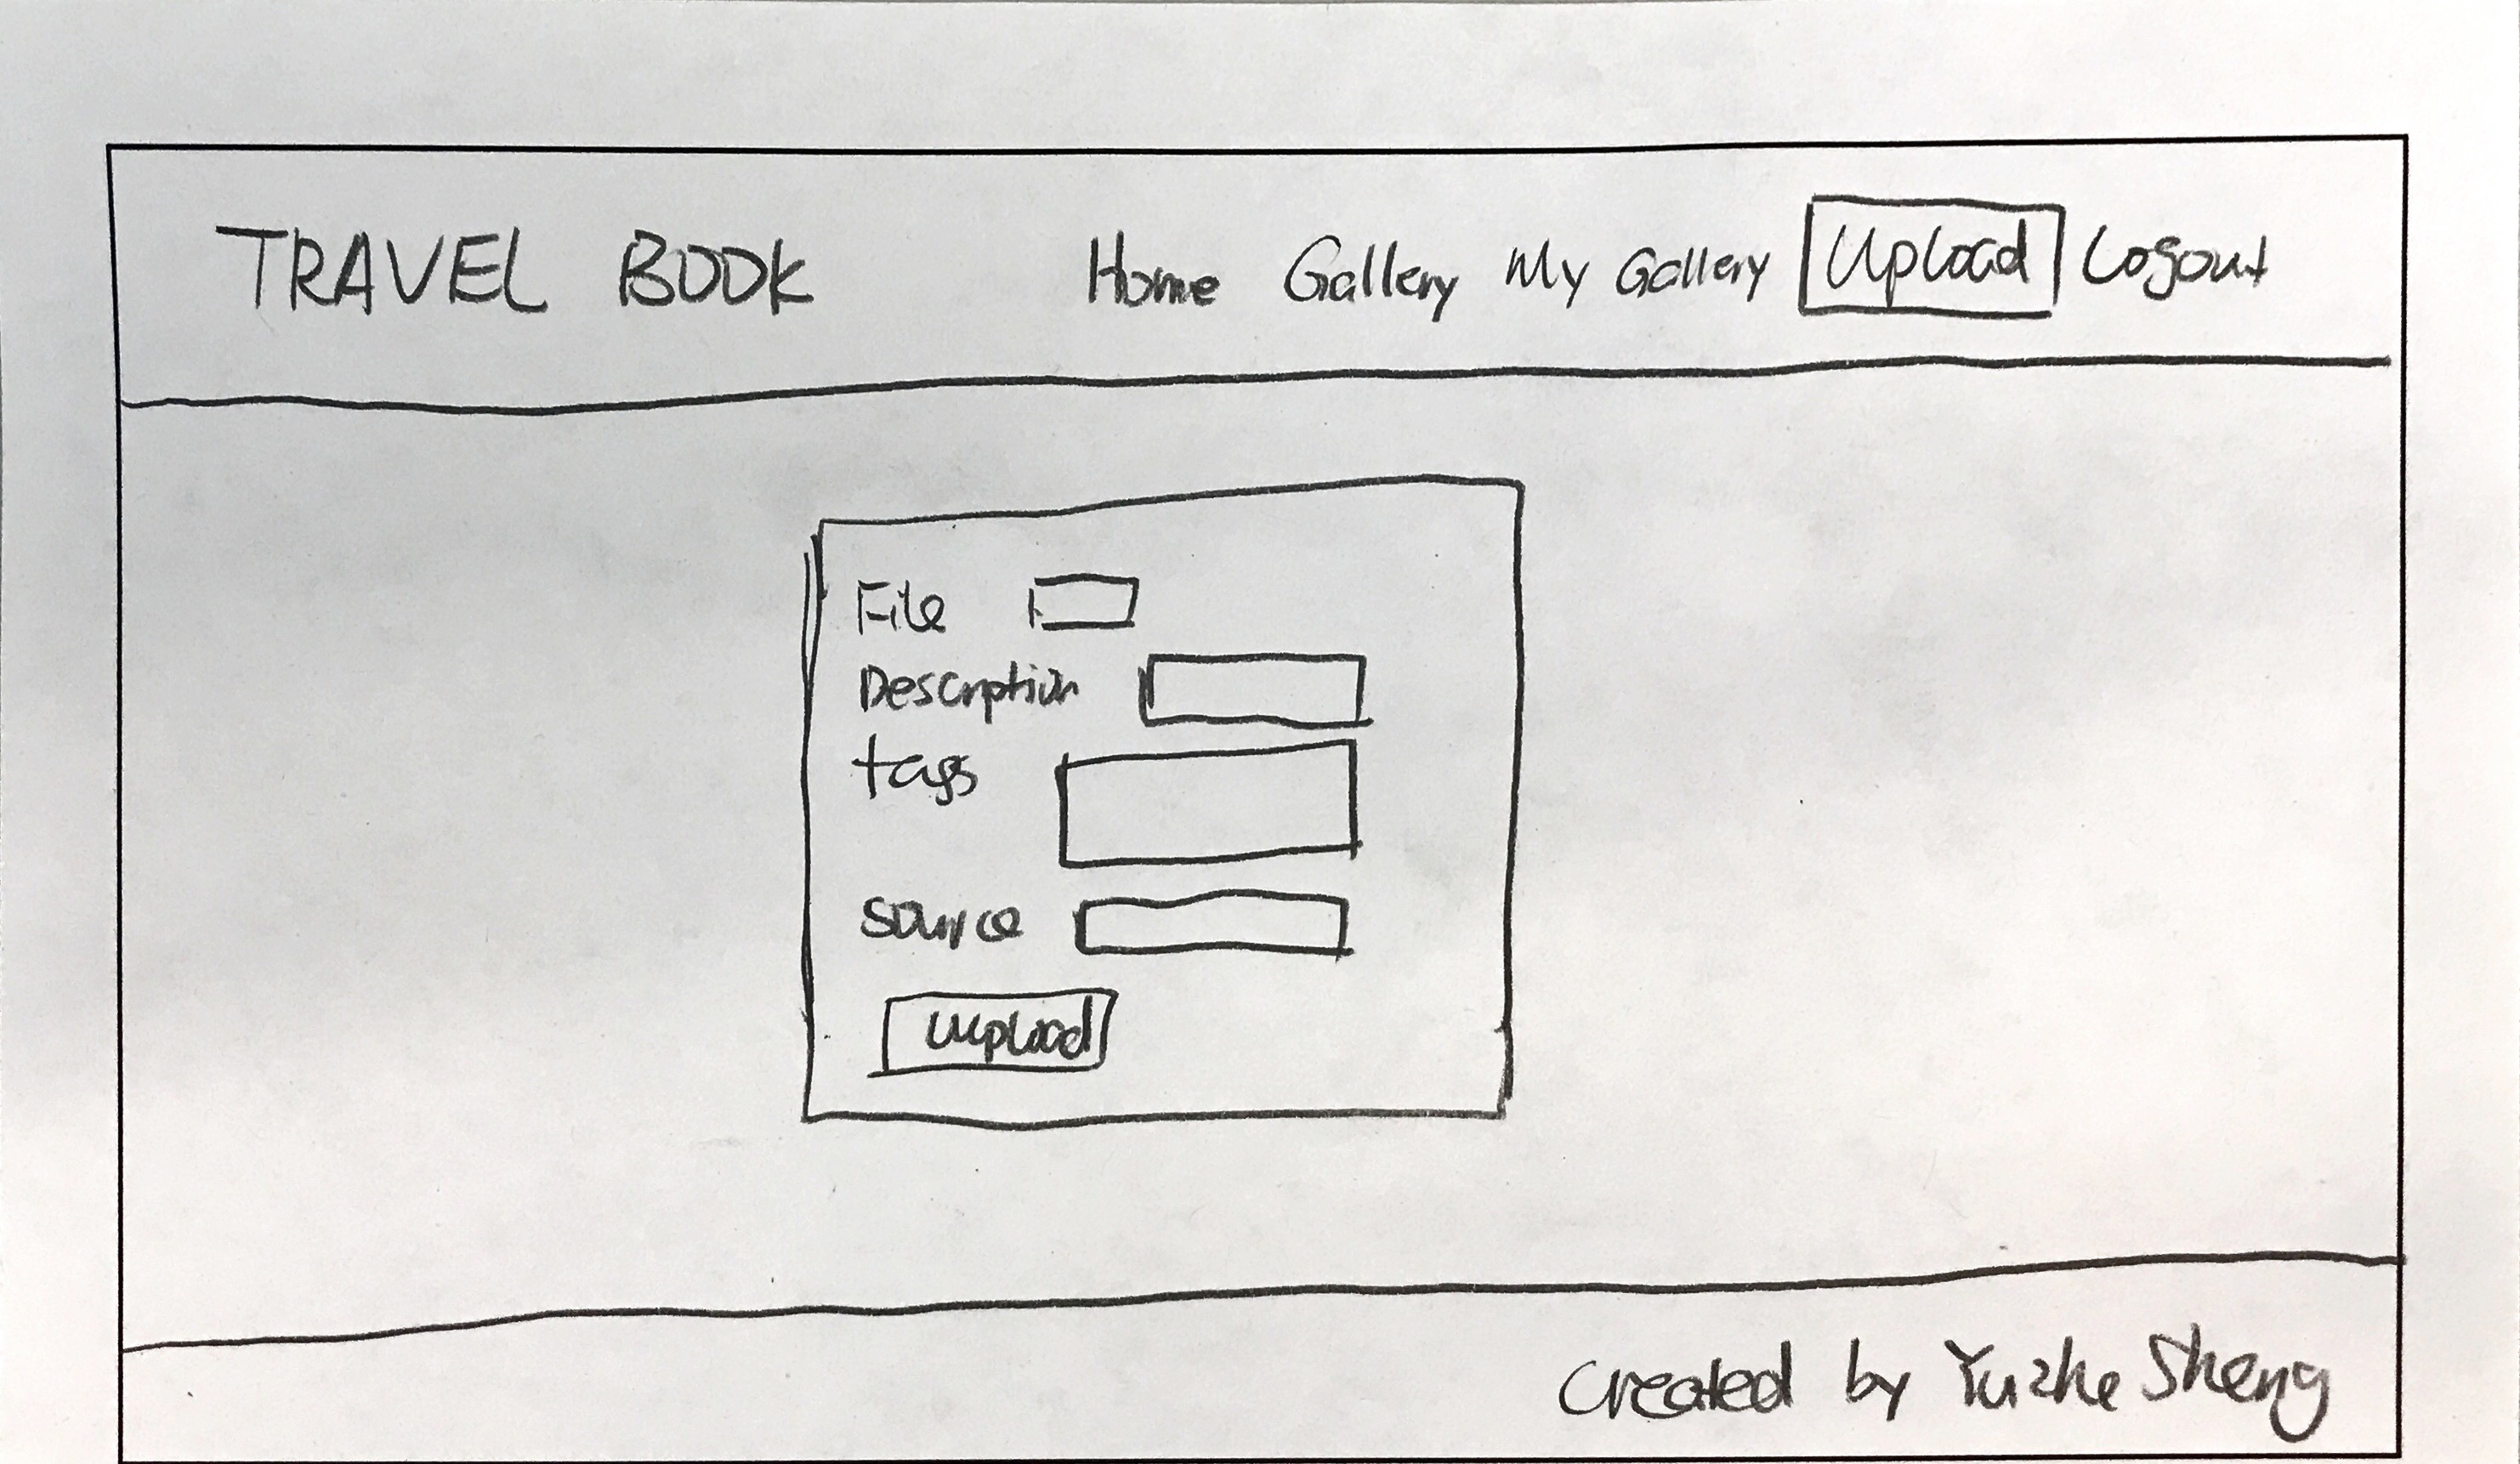 TRAVEL BOOK Home Gallery My Gallery Upload Logout
File
Description
tags
source
upload
created by Yuzhe Sheng